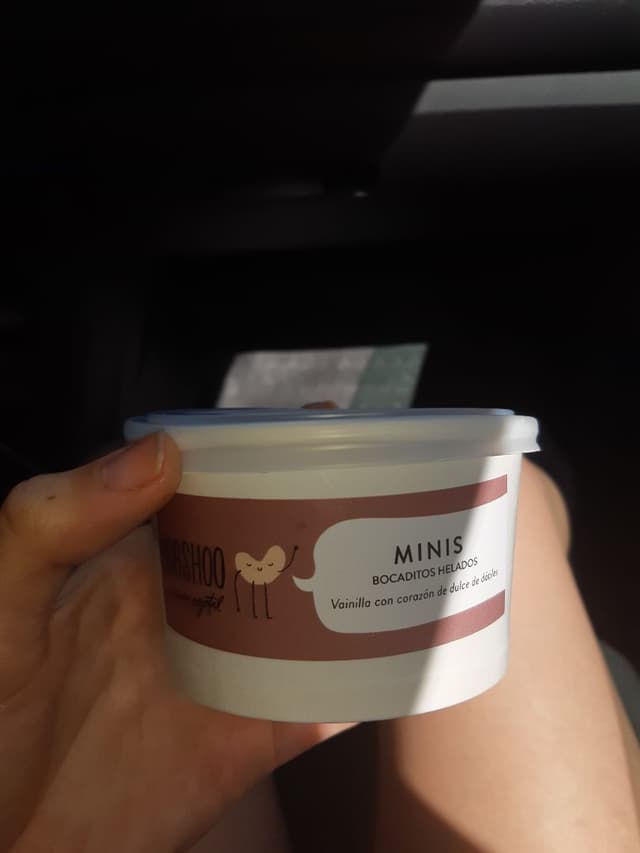 MINIS
BOCADITOS HELADOS
Vainilla con corazón de dulce de dátiles